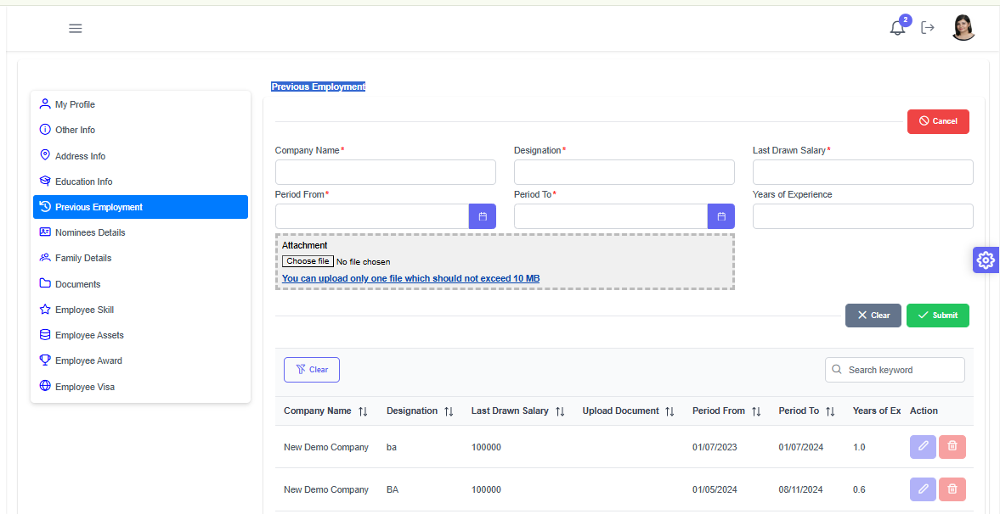 2
My Profile
Other Info
Address Info
Education Info
Previous Employment
Nominees Details
Family Details
Documents
Employee Skill
Employee Assets
Employee Award
Employee Visa
Previous Employment
Cancel
Company Name* Designation* Last Drawn Salary*
Period From* Period To* Years of Experience
Attachment
Choose file No file chosen
You can upload only one file which should not exceed 10 MB
Clear Submit
Clear Search keyword
Company Name Designation Last Drawn Salary Upload Document Period From Period To Years of Ex Action
New Demo Company ba 100000 01/07/2023 01/07/2024 1.0
New Demo Company BA 100000 01/05/2024 08/11/2024 0.6